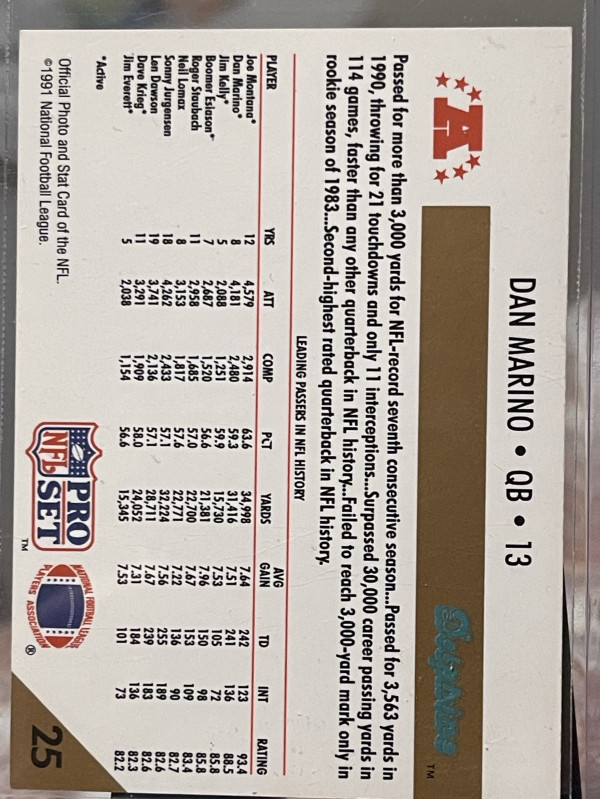 DAN MARINO • QB • 13
A
Dolphins TM
Passed for more than 3,000 yards for NFL-record seventh consecutive season...Passed for 3,563 yards in
1990, throwing for 21 touchdowns and only 11 interceptions...Surpassed 30,000 career passing yards in
114 games, faster than any other quarterback in NFL history...Failed to reach 3,000-yard mark only in
rookie season of 1983...Second-highest rated quarterback in NFL history.
LEADING PASSERS IN NFL HISTORY
PLAYER YRS ATT COMP PCT YARDS AVG GAIN TD INT RATING
Joe Montana* 12 4,579 2,914 63.6 34,998 7.64 242 123 93.4
Dan Marino* 8 4,181 2,480 59.3 31,416 7.51 241 136 88.5
Jim Kelly* 5 2,088 1,251 59.9 15,730 7.53 105 72 85.8
Boomer Esiason* 7 2,687 1,520 56.6 21,381 7.96 150 98 85.8
Roger Staubach 11 2,958 1,685 57.0 22,700 7.67 153 109 83.4
Neil Lomax 8 3,153 1,817 57.6 22,771 7.22 136 90 82.7
Sonny Jurgensen 18 4,262 2,433 57.1 32,224 7.56 255 189 82.6
Len Dawson 19 3,741 2,136 57.1 28,711 7.67 239 183 82.6
Dave Krieg* 11 3,291 1,909 58.0 24,052 7.31 184 136 82.3
Jim Everett* 5 2,038 1,154 56.6 15,345 7.53 101 73 82.2
*Active
Official Photo and Stat Card of the NFL.
©1991 National Football League.
PRO
NFL
SET TM
NATIONAL FOOTBALL LEAGUE
PLAYERS ASSOCIATION ®
25